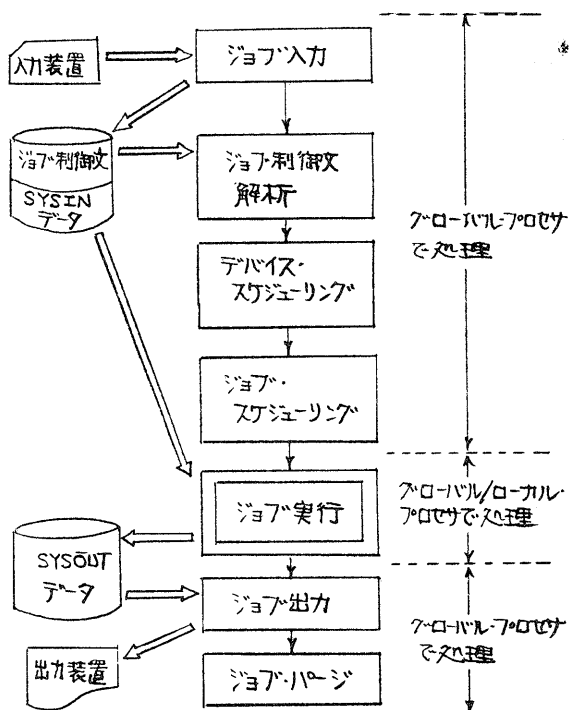 入力装置
ジョブ入力
ジョブ制御文
SYSIN
データ
ジョブ制御文
解析
グローバル・プロセサ
で処理
デバイス・
スケジューリング
ジョブ・
スケジューリング
ジョブ実行
グローバル/ローカル・
プロセサで処理
SYSOUT
データ
ジョブ出力
グローバル・プロセサ
で処理
出力装置
ジョブ・パージ